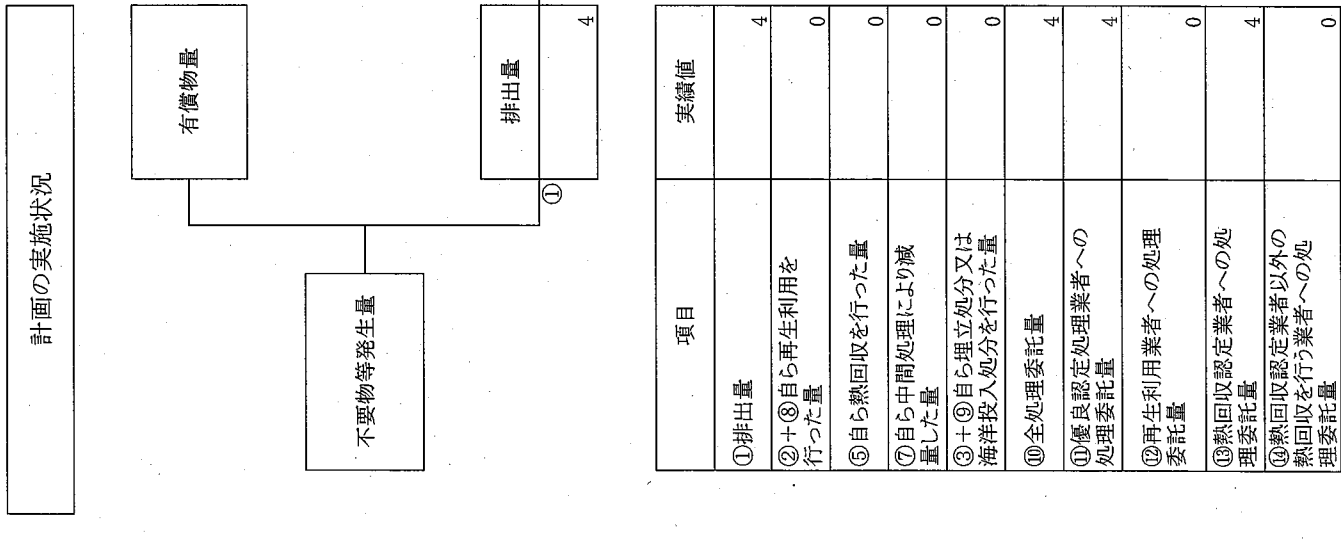 計画の実施状況
有償物量
不要物等発生量
排出量
①
4
項目
実績値
①排出量
4
②+⑧自ら再生利用を
行った量
0
⑤自ら熱回収を行った量
0
⑦自ら中間処理により減
量した量
0
③+⑨自ら埋立処分又は
海洋投入処分を行った量
0
⑩全処理委託量
4
⑪優良認定処理業者への
処理委託量
4
⑫再生利用業者への処理
委託量
0
⑬熱回収認定業者への処
理委託量
4
⑭熱回収認定業者以外の
熱回収を行う業者への処
理委託量
0